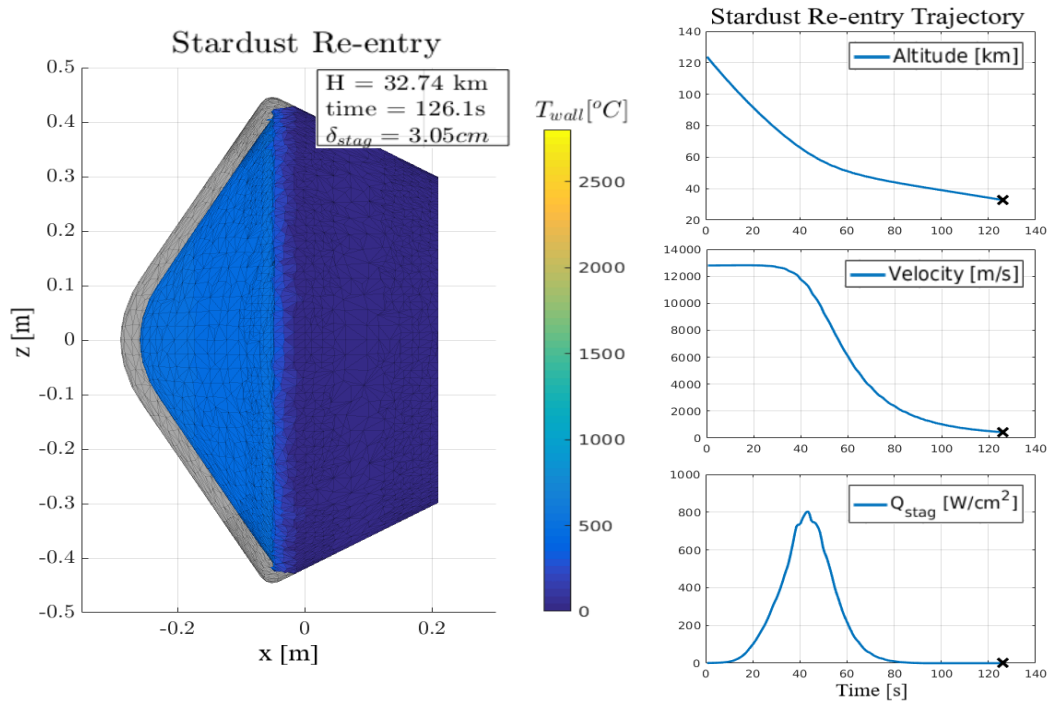 Stardust Re-entry
H = 32.74 km
time = 126.1s
δstag = 3.05cm
0.5
0.4
0.3
0.2
0.1
0
-0.1
-0.2
-0.3
-0.4
-0.5
z [m]
-0.2 0 0.2
x [m]
Twall[°C]
2500
2000
1500
1000
500
0
Stardust Re-entry Trajectory
Altitude [km]
140
120
100
80
60
40
20
0 20 40 60 80 100 120 140
Velocity [m/s]
14000
12000
10000
8000
6000
4000
2000
0
0 20 40 60 80 100 120 140
Qstag [W/cm²]
1000
800
600
400
200
0
0 20 40 60 80 100 120 140
Time [s]